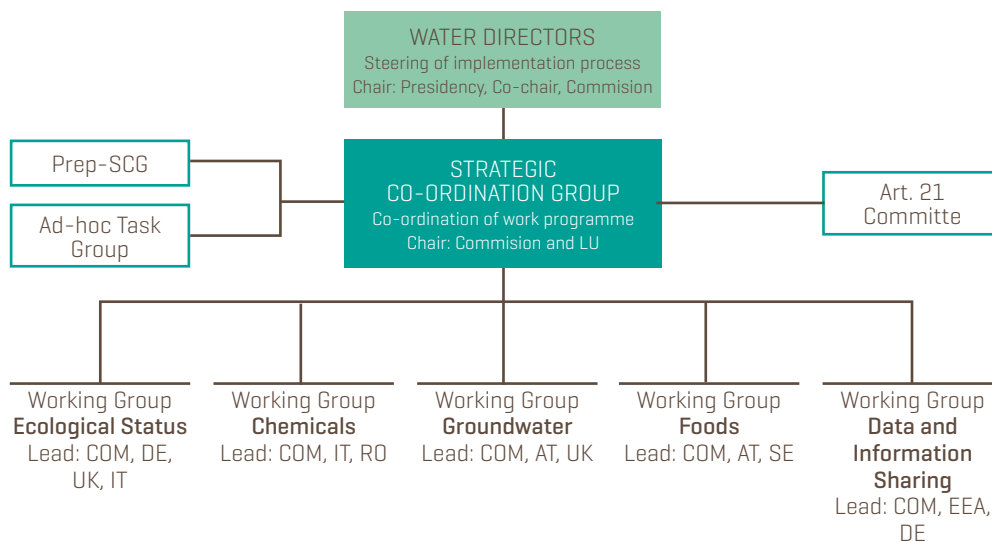 WATER DIRECTORS
Steering of implementation process
Chair: Presidency, Co-chair, Commision
Prep-SCG
Ad-hoc Task
Group
STRATEGIC
CO-ORDINATION GROUP
Co-ordination of work programme
Chair: Commision and LU
Art. 21
Committe
Working Group
Ecological Status
Lead: COM, DE,
UK, IT
Working Group
Chemicals
Lead: COM, IT, RO
Working Group
Groundwater
Lead: COM, AT, UK
Working Group
Foods
Lead: COM, AT, SE
Working Group
Data and
Information
Sharing
Lead: COM, EEA,
DE